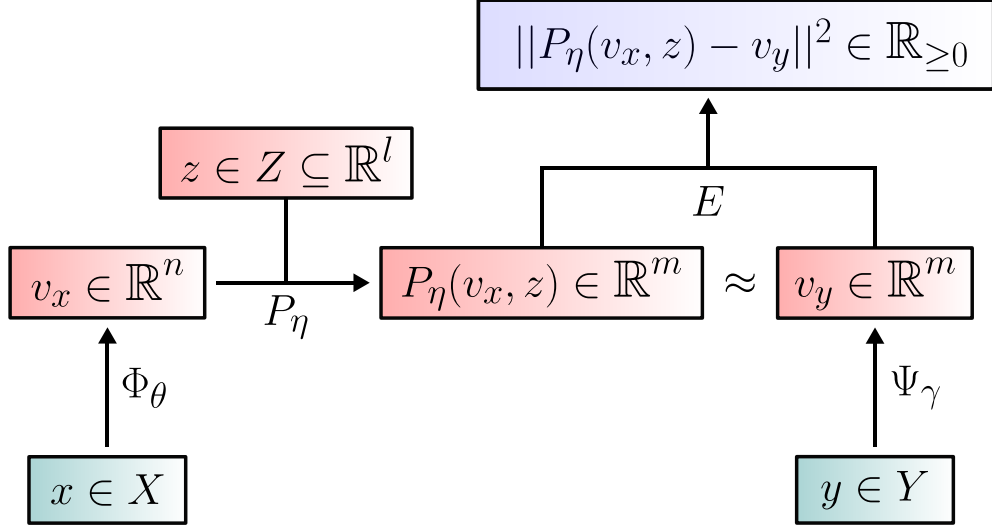 ||P_η(v_x, z) − v_y||² ∈ ℝ_≥0
z ∈ Z ⊆ ℝ^l
E
v_x ∈ ℝ^n
P_η
P_η(v_x, z) ∈ ℝ^m
≈
v_y ∈ ℝ^m
Φ_θ
Ψ_γ
x ∈ X
y ∈ Y